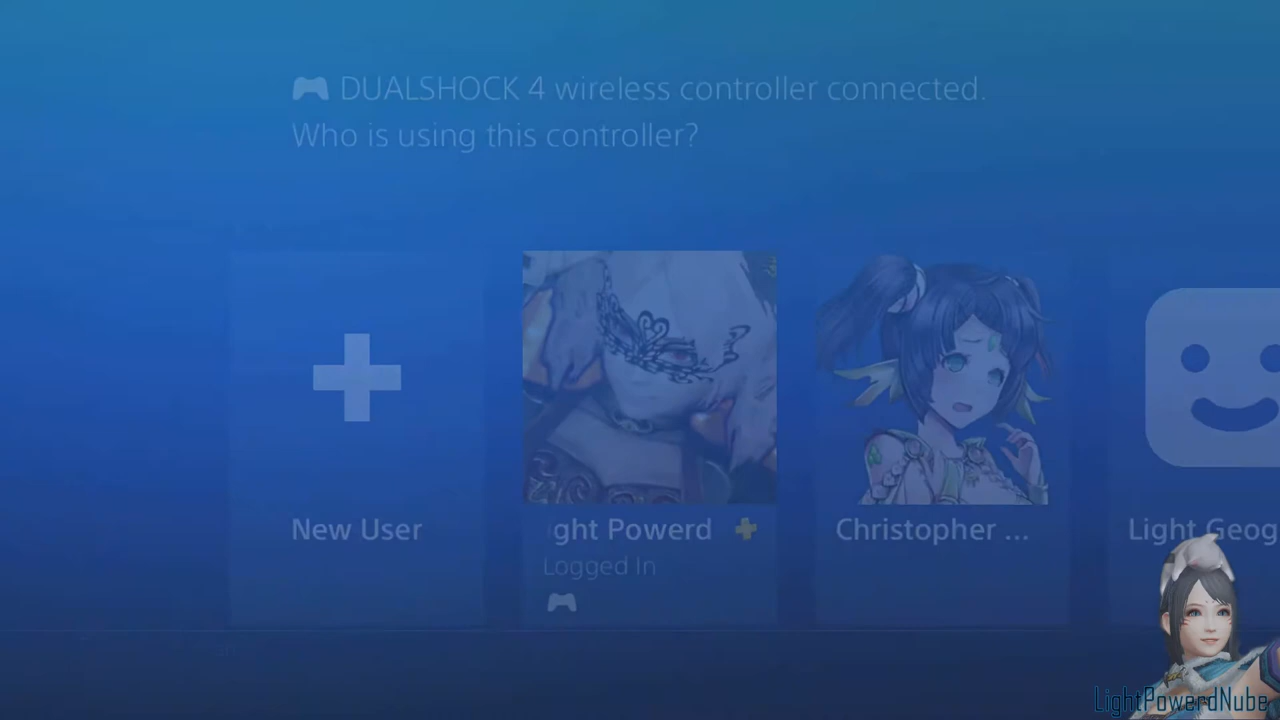 DUALSHOCK 4 wireless controller connected.
Who is using this controller?
New User
ght Powerd
Christopher ...
Light Geog
Logged In
LightPowerdNube